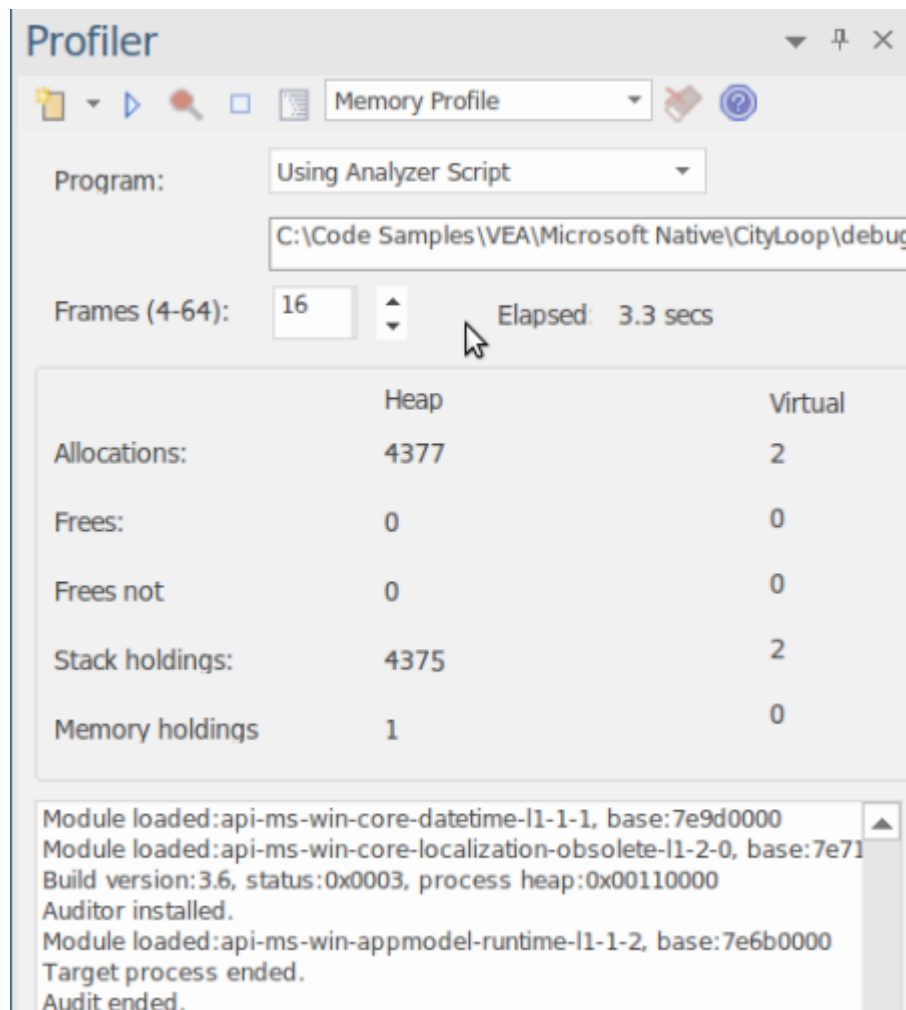 Profiler
Memory Profile
Program:
Using Analyzer Script
C:\Code Samples\VEA\Microsoft Native\CityLoop\debug
Frames (4-64):
16
Elapsed: 3.3 secs
Heap Virtual
Allocations: 4377 2
Frees: 0 0
Frees not 0 0
Stack holdings: 4375 2
Memory holdings 1 0
Module loaded:api-ms-win-core-datetime-l1-1-1, base:7e9d0000
Module loaded:api-ms-win-core-localization-obsolete-l1-2-0, base:7e71
Build version:3.6, status:0x0003, process heap:0x00110000
Auditor installed.
Module loaded:api-ms-win-appmodel-runtime-l1-1-2, base:7e6b0000
Target process ended.
Audit ended.